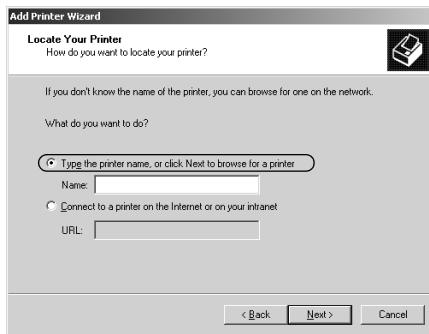 Add Printer Wizard
Locate Your Printer
How do you want to locate your printer?
If you don't know the name of the printer, you can browse for one on the network.
What do you want to do?
Type the printer name, or click Next to browse for a printer
Name:
Connect to a printer on the Internet or on your intranet
URL:
< Back
Next >
Cancel